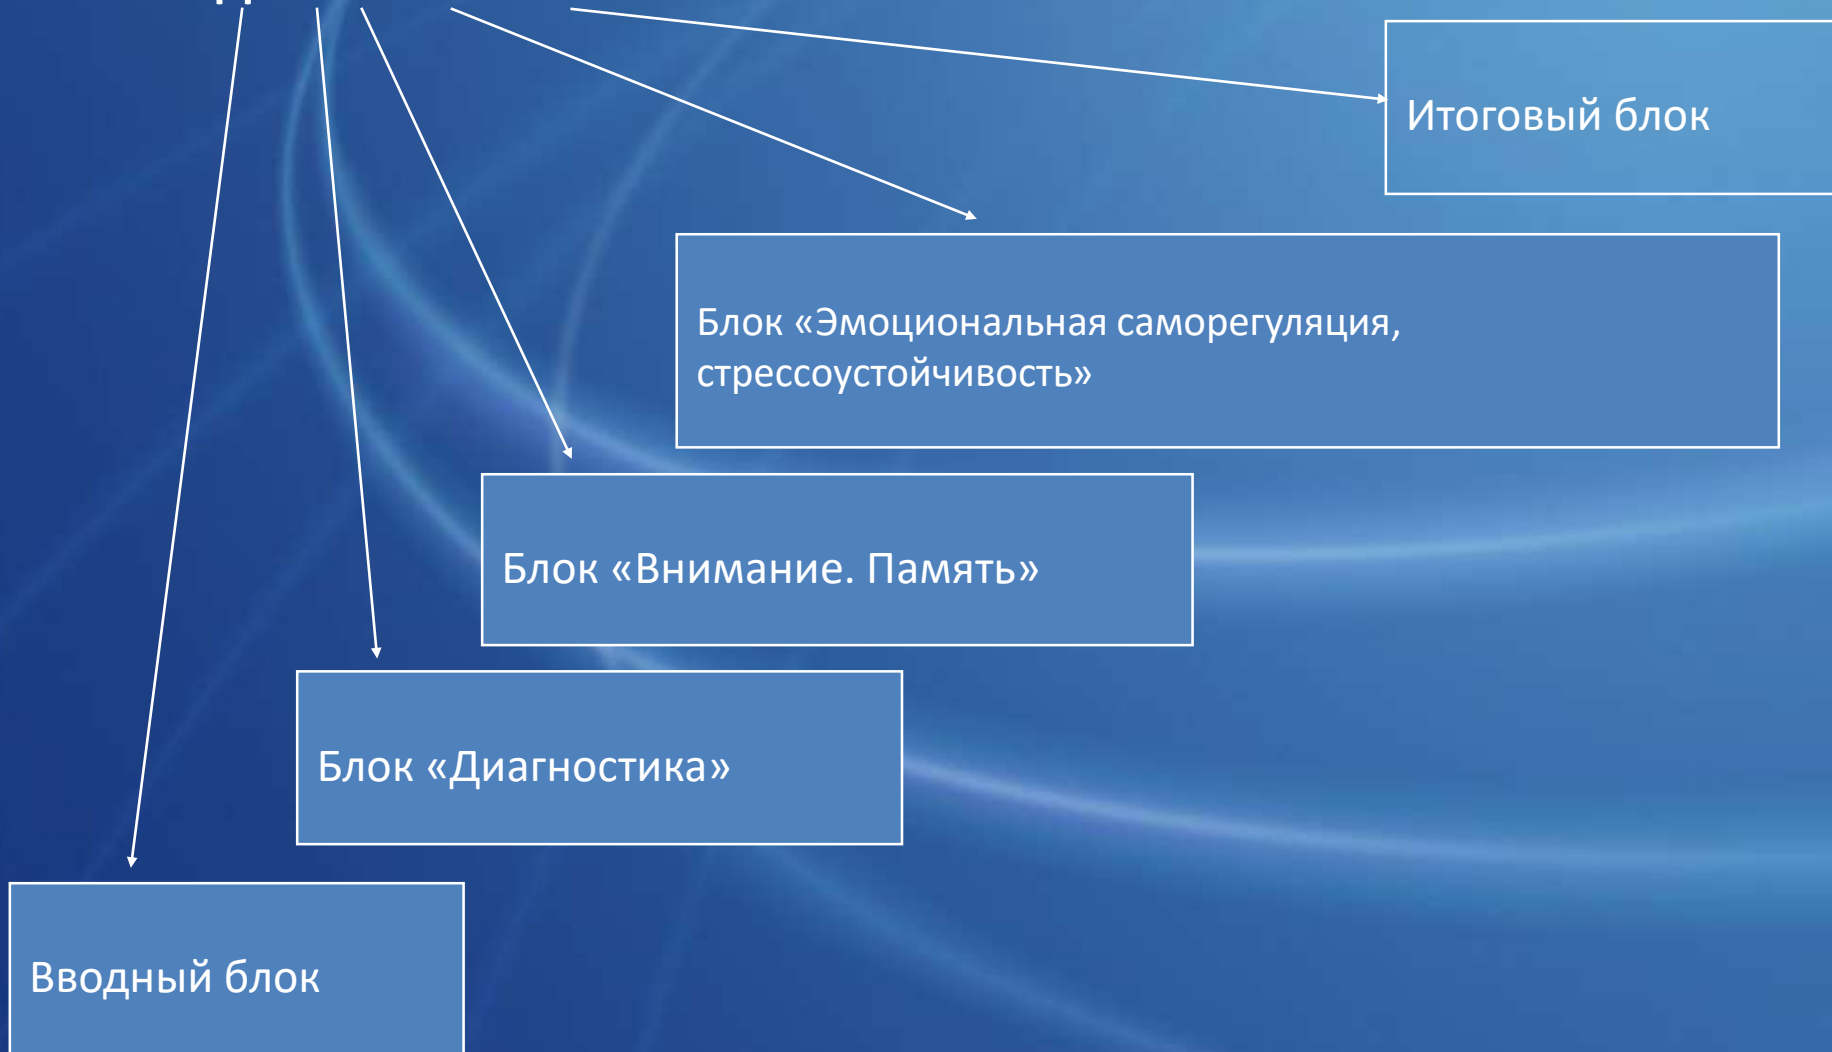 Итоговый блок
Блок «Эмоциональная саморегуляция,
стрессоустойчивость»
Блок «Внимание. Память»
Блок «Диагностика»
Вводный блок